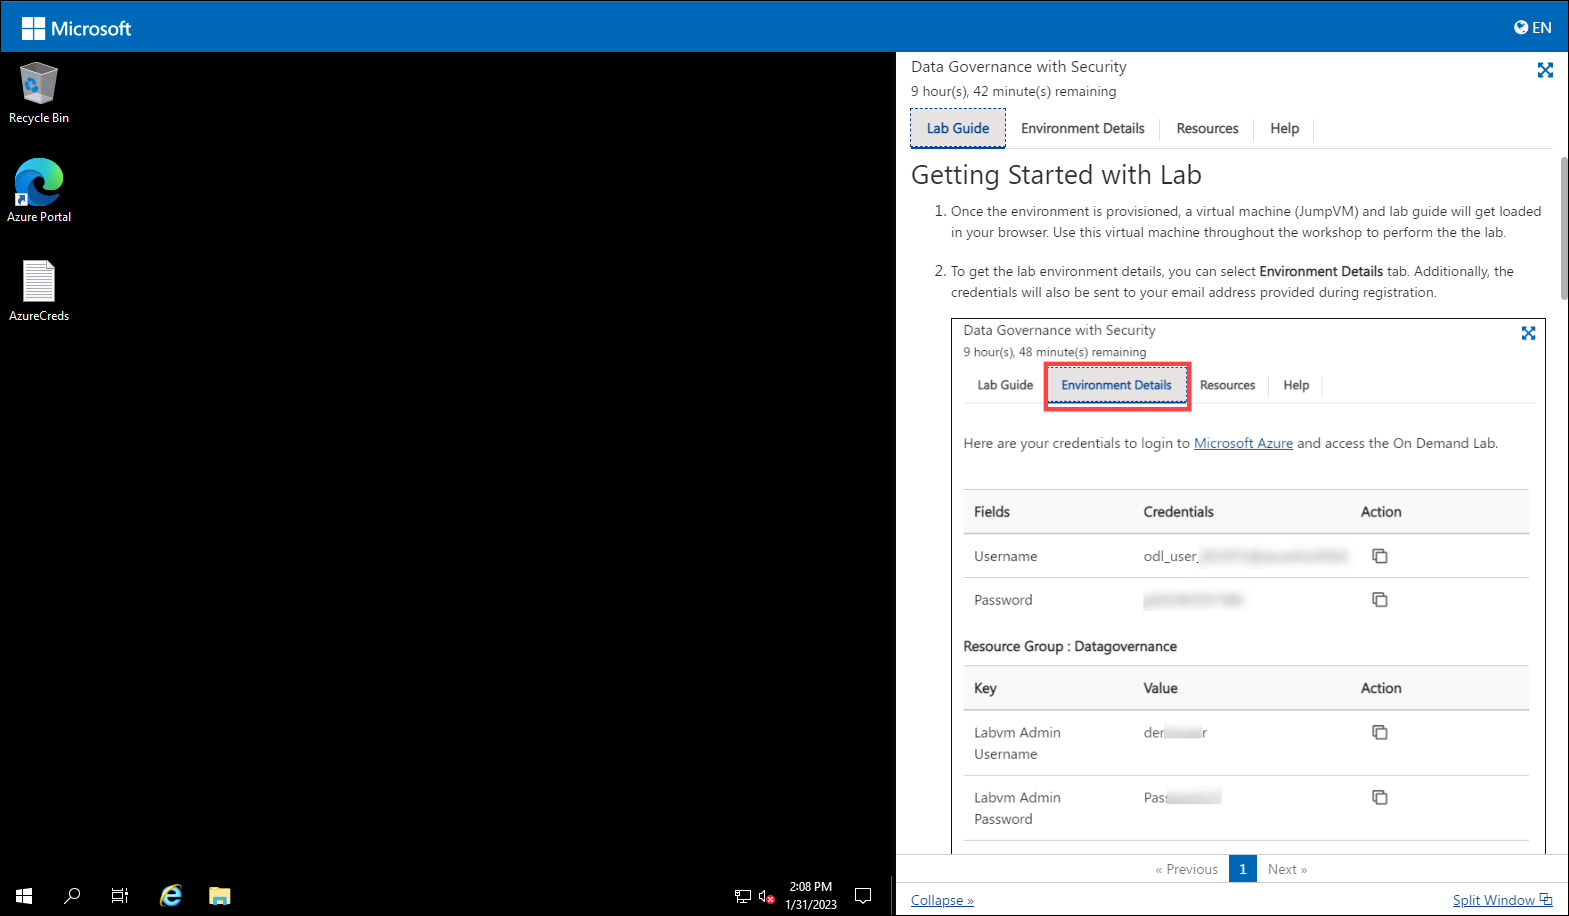 Microsoft
EN
Recycle Bin
Azure Portal
AzureCreds
2:08 PM
1/31/2023
Data Governance with Security
9 hour(s), 42 minute(s) remaining
Lab Guide
Environment Details
Resources
Help
Getting Started with Lab
1. Once the environment is provisioned, a virtual machine (JumpVM) and lab guide will get loaded
in your browser. Use this virtual machine throughout the workshop to perform the the lab.
2. To get the lab environment details, you can select Environment Details tab. Additionally, the
credentials will also be sent to your email address provided during registration.
Data Governance with Security
9 hour(s), 48 minute(s) remaining
Lab Guide
Environment Details
Resources
Help
Here are your credentials to login to Microsoft Azure and access the On Demand Lab.
Fields Credentials Action
Username odl_user_
Password
Resource Group : Datagovernance
Key Value Action
Labvm Admin
Username
Labvm Admin
Password
« Previous 1 Next »
Collapse »
Split Window